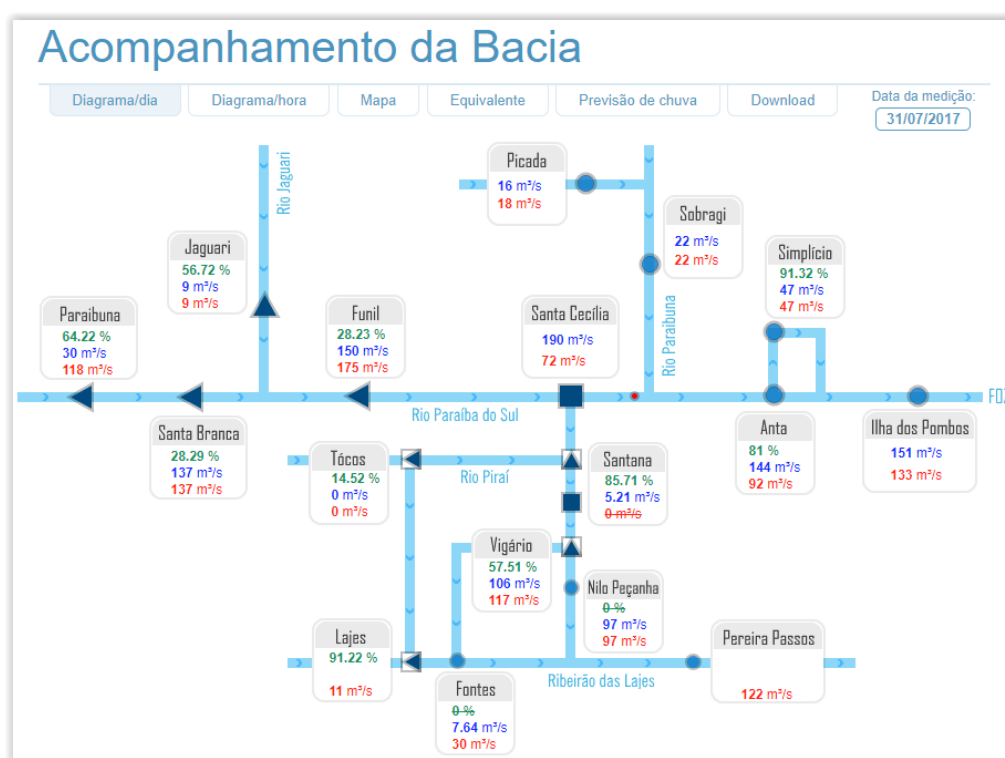 Acompanhamento da Bacia
Diagrama/dia
Diagrama/hora
Mapa
Equivalente
Previsão de chuva
Download
Data da medição:
31/07/2017
Rio Jaguari
Picada
16 m³/s
18 m³/s
Sobragi
22 m³/s
22 m³/s
Simplício
91.32 %
47 m³/s
47 m³/s
Jaguari
56.72 %
9 m³/s
9 m³/s
Paraibuna
64.22 %
30 m³/s
118 m³/s
Funil
28.23 %
150 m³/s
175 m³/s
Santa Cecília
190 m³/s
72 m³/s
Rio Paraibuna
Rio Paraíba do Sul
Santa Branca
28.29 %
137 m³/s
137 m³/s
Tócos
14.52 %
0 m³/s
0 m³/s
Rio Piraí
Santana
85.71 %
5.21 m³/s
0 m³/s
Anta
81 %
144 m³/s
92 m³/s
Ilha dos Pombos
151 m³/s
133 m³/s
Vigário
57.51 %
106 m³/s
117 m³/s
Nilo Peçanha
0 %
97 m³/s
97 m³/s
Lajes
91.22 %
11 m³/s
Fontes
0 %
7.64 m³/s
30 m³/s
Ribeirão das Lajes
Pereira Passos
122 m³/s